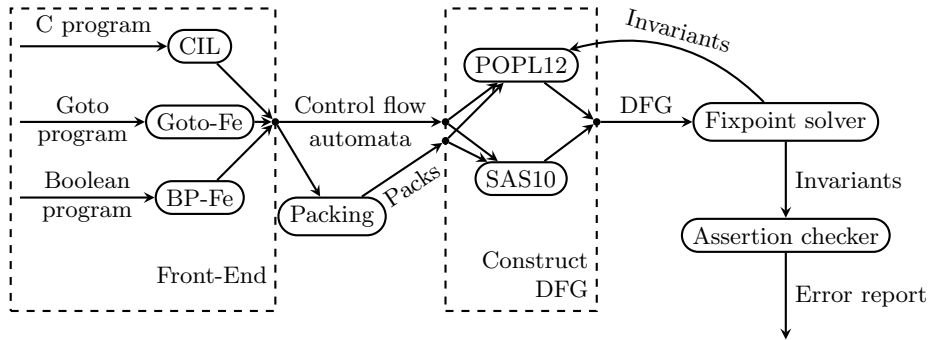 C program
CIL
Goto
program
Goto-Fe
Boolean
program
BP-Fe
Front-End
Control flow
automata
Packing
Packs
POPL12
SAS10
Construct
DFG
DFG
Invariants
Fixpoint solver
Invariants
Assertion checker
Error report